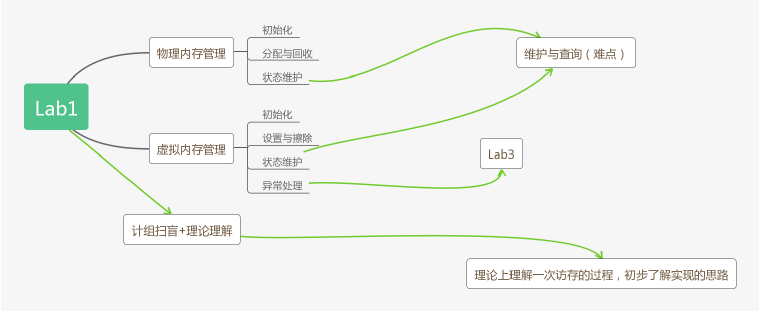 Lab1
物理内存管理
初始化
分配与回收
状态维护
维护与查询（难点）
虚拟内存管理
初始化
设置与擦除
状态维护
异常处理
Lab3
计组扫盲+理论理解
理论上理解一次访存的过程，初步了解实现的思路